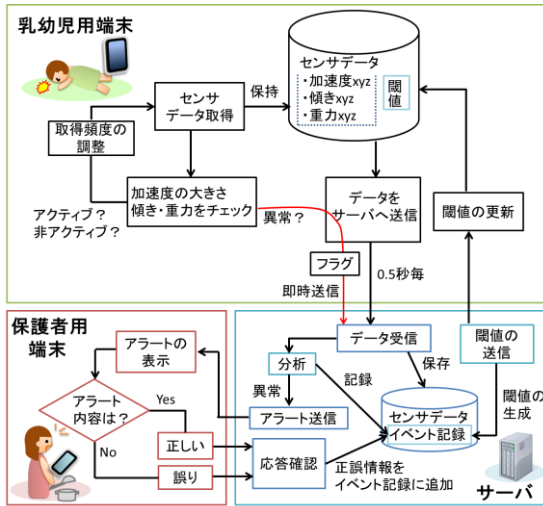 乳幼児用端末
センサ
データ取得
保持
センサデータ
・加速度xyz
・傾きxyz
・重力xyz
閾
値
取得頻度の
調整
加速度の大きさ
傾き・重力をチェック
アクティブ？
非アクティブ？
異常？
データを
サーバへ送信
閾値の更新
フラグ
0.5秒毎
即時送信
保護者用
端末
アラートの
表示
アラート
内容は？
Yes
No
正しい
誤り
データ受信
分析
異常
記録
保存
アラート送信
応答確認
センサデータ
イベント記録
正誤情報を
イベント記録に追加
閾値の
送信
閾値の
生成
サーバ